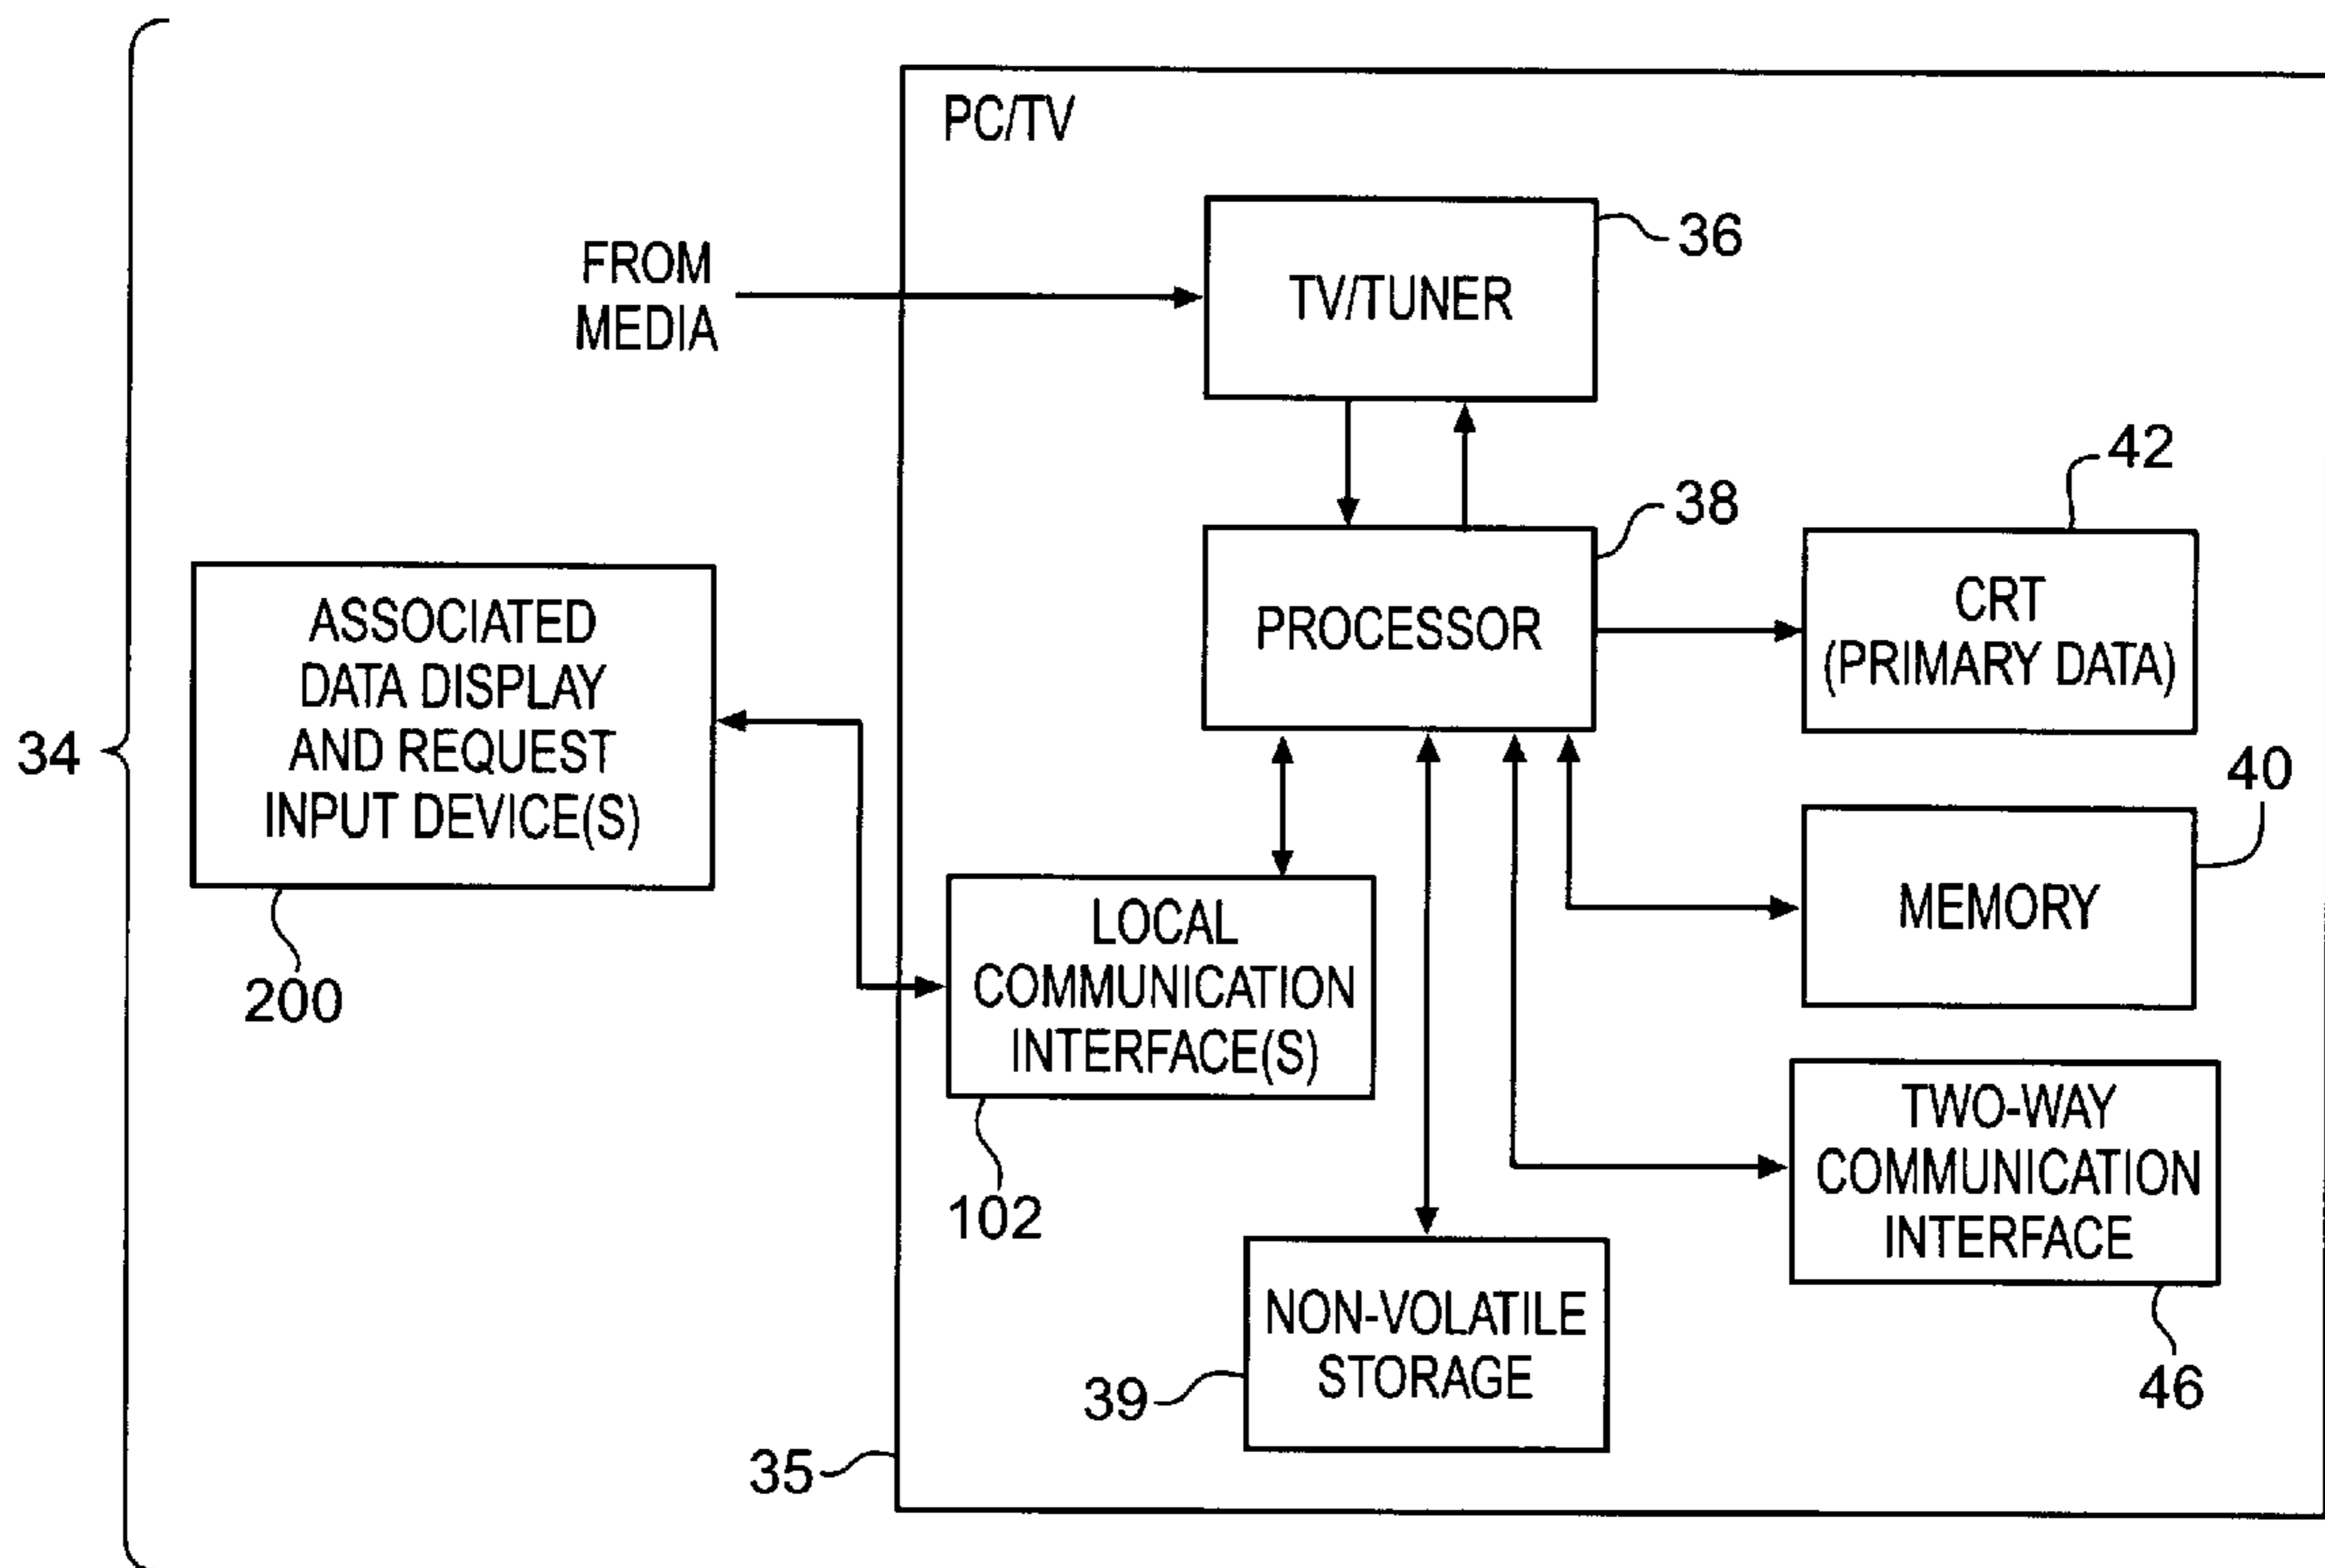 PC/TV
FROM
MEDIA
TV/TUNER
36
42
38
PROCESSOR
CRT
(PRIMARY DATA)
34
ASSOCIATED
DATA DISPLAY
AND REQUEST
INPUT DEVICE(S)
200
40
MEMORY
LOCAL
COMMUNICATION
INTERFACE(S)
102
TWO-WAY
COMMUNICATION
INTERFACE
46
NON-VOLATILE
STORAGE
39
35